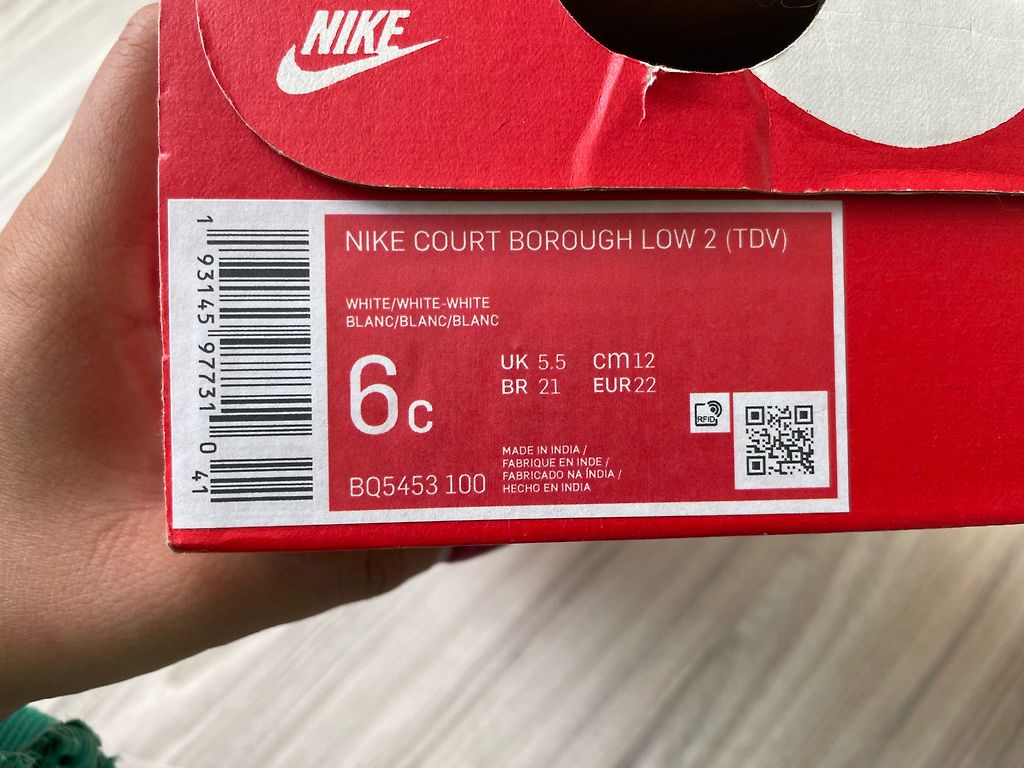 NIKE
NIKE COURT BOROUGH LOW 2 (TDV)
WHITE/WHITE-WHITE
BLANC/BLANC/BLANC
6C
UK 5.5 cm 12
BR 21 EUR 22
RFID
BQ5453 100
MADE IN INDIA /
FABRIQUE EN INDE /
FABRICADO NA ÍNDIA /
HECHO EN INDIA
1 93145 97731 0 41